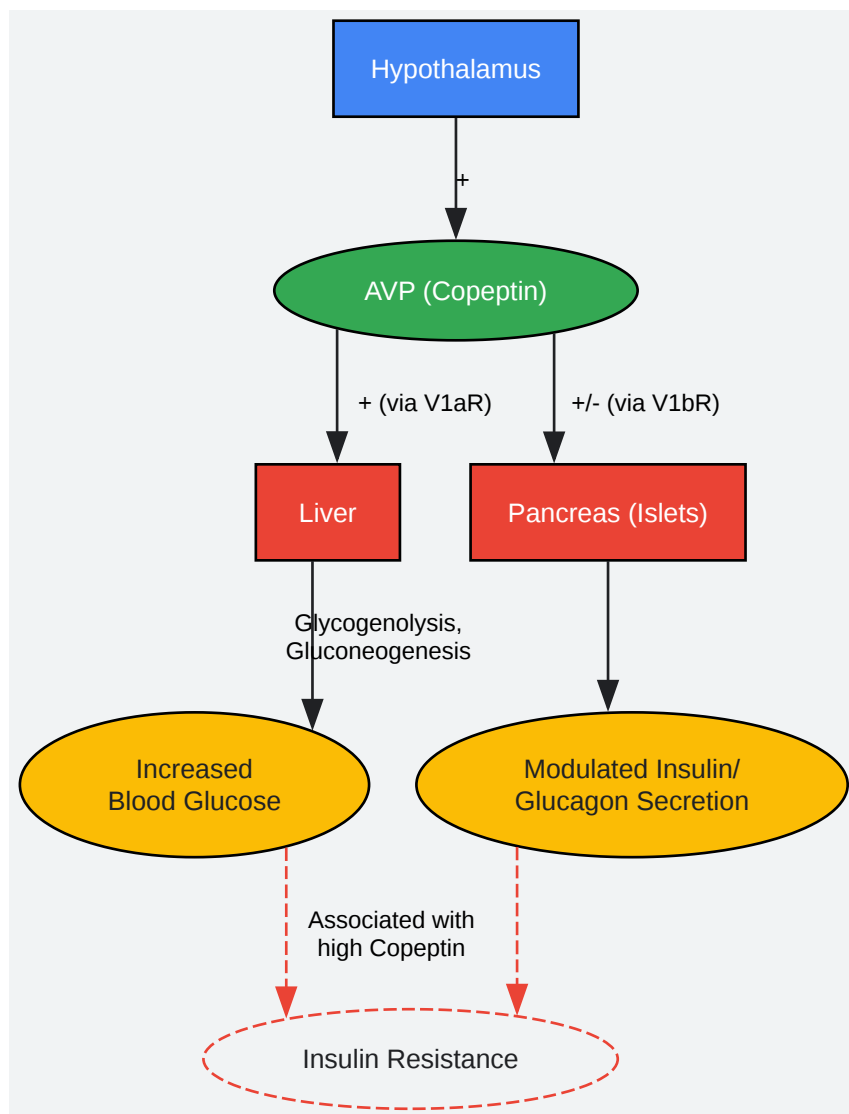 Hypothalamus
+
AVP (Copeptin)
+ (via V1aR)
+/- (via V1bR)
Liver
Pancreas (Islets)
Glycogenolysis,
Gluconeogenesis
Increased
Blood Glucose
Modulated Insulin/
Glucagon Secretion
Associated with
high Copeptin
Insulin Resistance